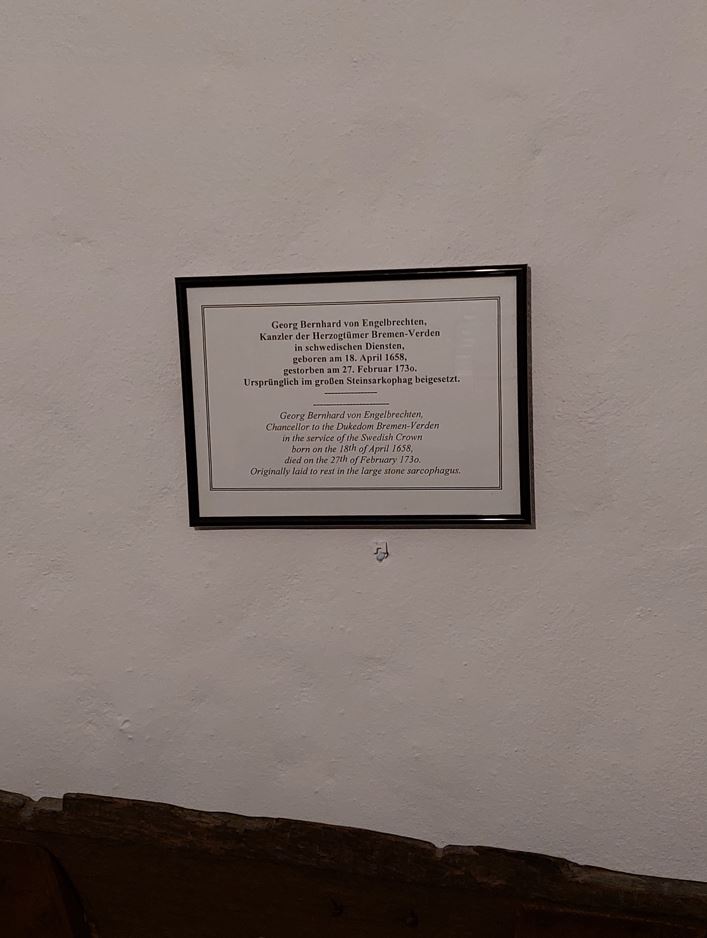 Georg Bernhard von Engelbrechten,
Kanzler der Herzogtümer Bremen-Verden
in schwedischen Diensten,
geboren am 18. April 1658,
gestorben am 27. Februar 173o.
Ursprünglich im großen Steinsarkophag beigesetzt.
Georg Bernhard von Engelbrechten,
Chancellor to the Dukedom Bremen-Verden
in the service of the Swedish Crown
born on the 18th of April 1658,
died on the 27th of February 173o.
Originally laid to rest in the large stone sarcophagus.